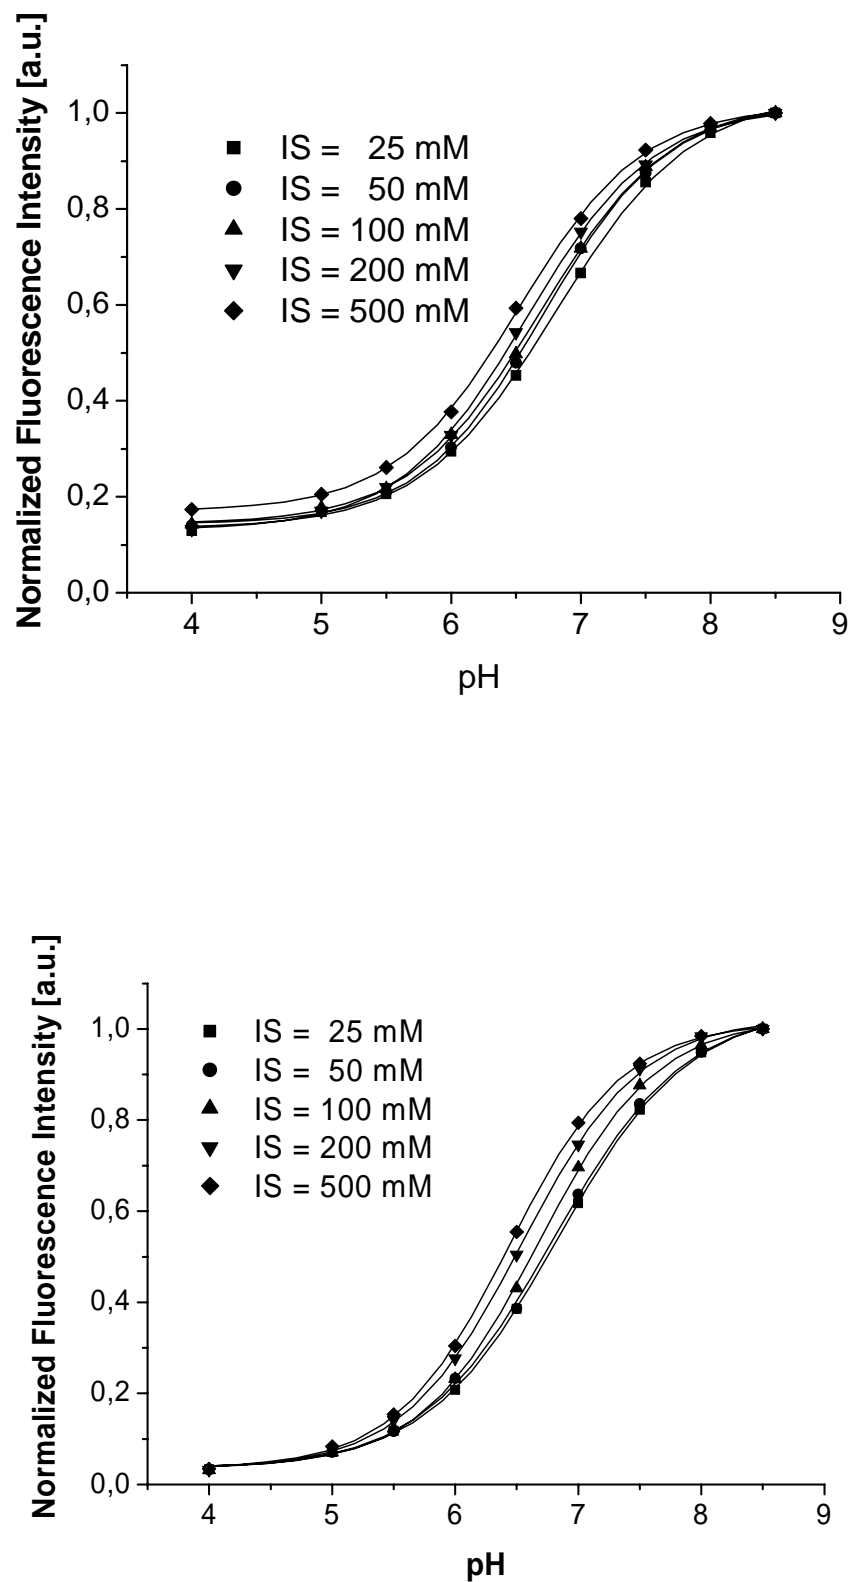 Normalized Fluorescence Intensity [a.u.]
1,0
0,8
0,6
0,4
0,2
0,0
IS = 25 mM
IS = 50 mM
IS = 100 mM
IS = 200 mM
IS = 500 mM
4 5 6 7 8 9
pH
Normalized Fluorescence Intensity [a.u.]
1,0
0,8
0,6
0,4
0,2
0,0
IS = 25 mM
IS = 50 mM
IS = 100 mM
IS = 200 mM
IS = 500 mM
4 5 6 7 8 9
pH